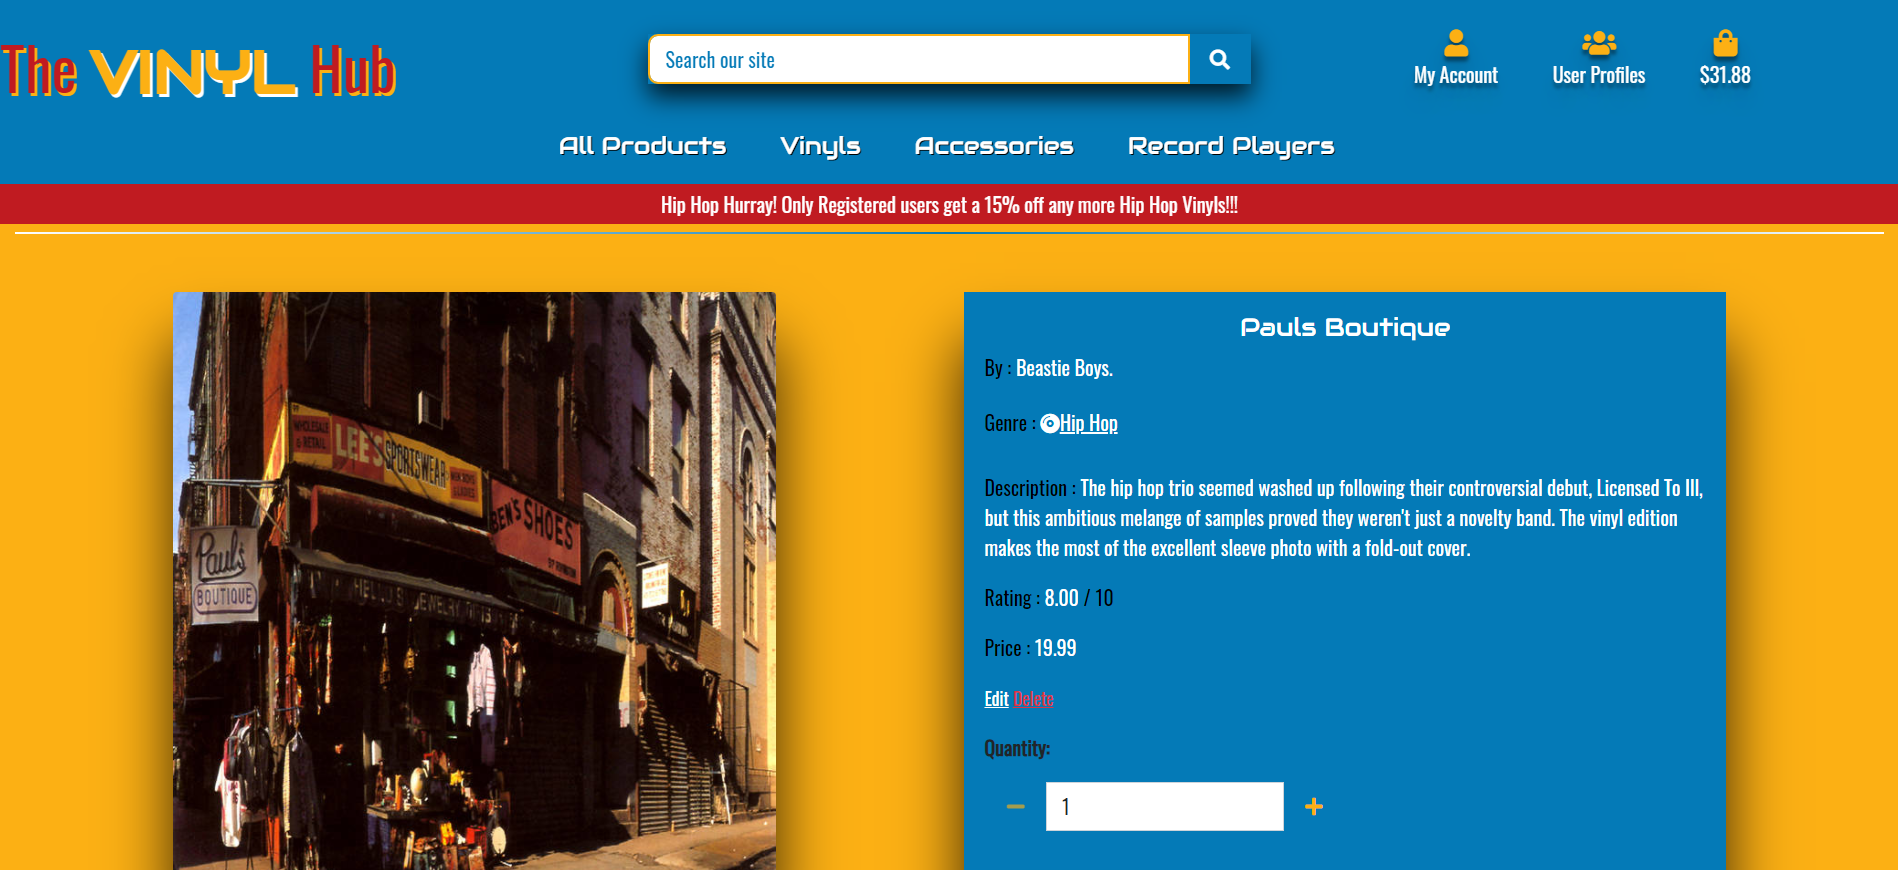 The VINYL Hub
Search our site
My Account
User Profiles
$31.88
All Products
Vinyls
Accessories
Record Players
Hip Hop Hurray! Only Registered users get a 15% off any more Hip Hop Vinyls!!!
WHOLESALE
& RETAIL
LEE'S SPORTSWEAR
BEN'S SHOES
Paul's
BOUTIQUE
Pauls Boutique
By : Beastie Boys.
Genre : Hip Hop
Description : The hip hop trio seemed washed up following their controversial debut, Licensed To Ill,
but this ambitious melange of samples proved they weren't just a novelty band. The vinyl edition
makes the most of the excellent sleeve photo with a fold-out cover.
Rating : 8.00 / 10
Price : 19.99
Edit Delete
Quantity:
1